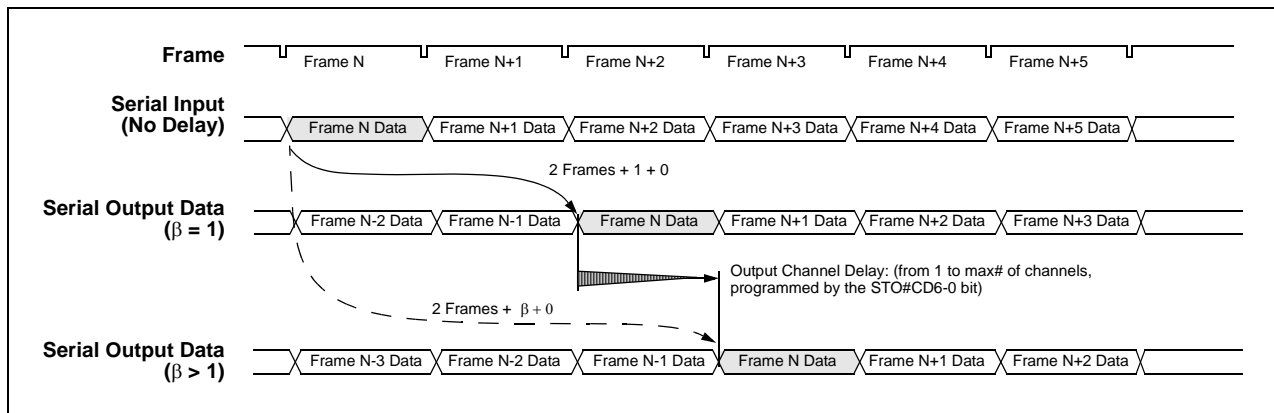 Frame
Frame N Frame N+1 Frame N+2 Frame N+3 Frame N+4 Frame N+5
Serial Input
(No Delay)
Frame N Data Frame N+1 Data Frame N+2 Data Frame N+3 Data Frame N+4 Data Frame N+5 Data
2 Frames + 1 + 0
Serial Output Data
(β = 1)
Frame N-2 Data Frame N-1 Data Frame N Data Frame N+1 Data Frame N+2 Data Frame N+3 Data
Output Channel Delay: (from 1 to max# of channels,
programmed by the STO#CD6-0 bit)
2 Frames + β + 0
Serial Output Data
(β > 1)
Frame N-3 Data Frame N-2 Data Frame N-1 Data Frame N Data Frame N+1 Data Frame N+2 Data